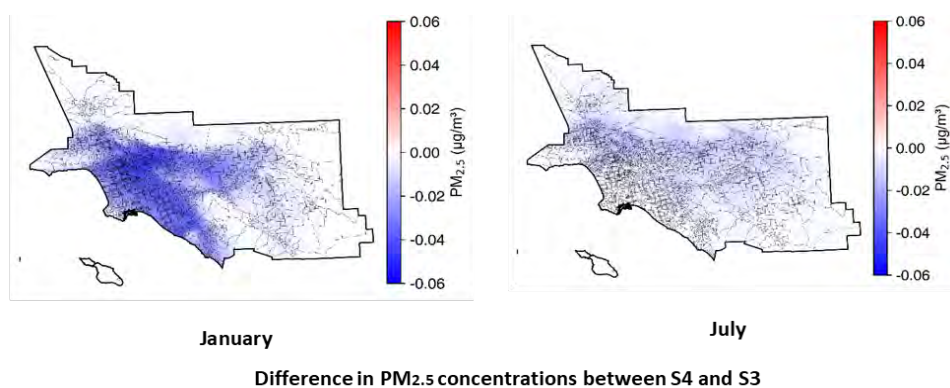 0.06
0.04
0.02
0.00
-0.02
-0.04
-0.06
PM2.5 (µg/m³)
January
0.06
0.04
0.02
0.00
-0.02
-0.04
-0.06
PM2.5 (µg/m³)
July
Difference in PM2.5 concentrations between S4 and S3